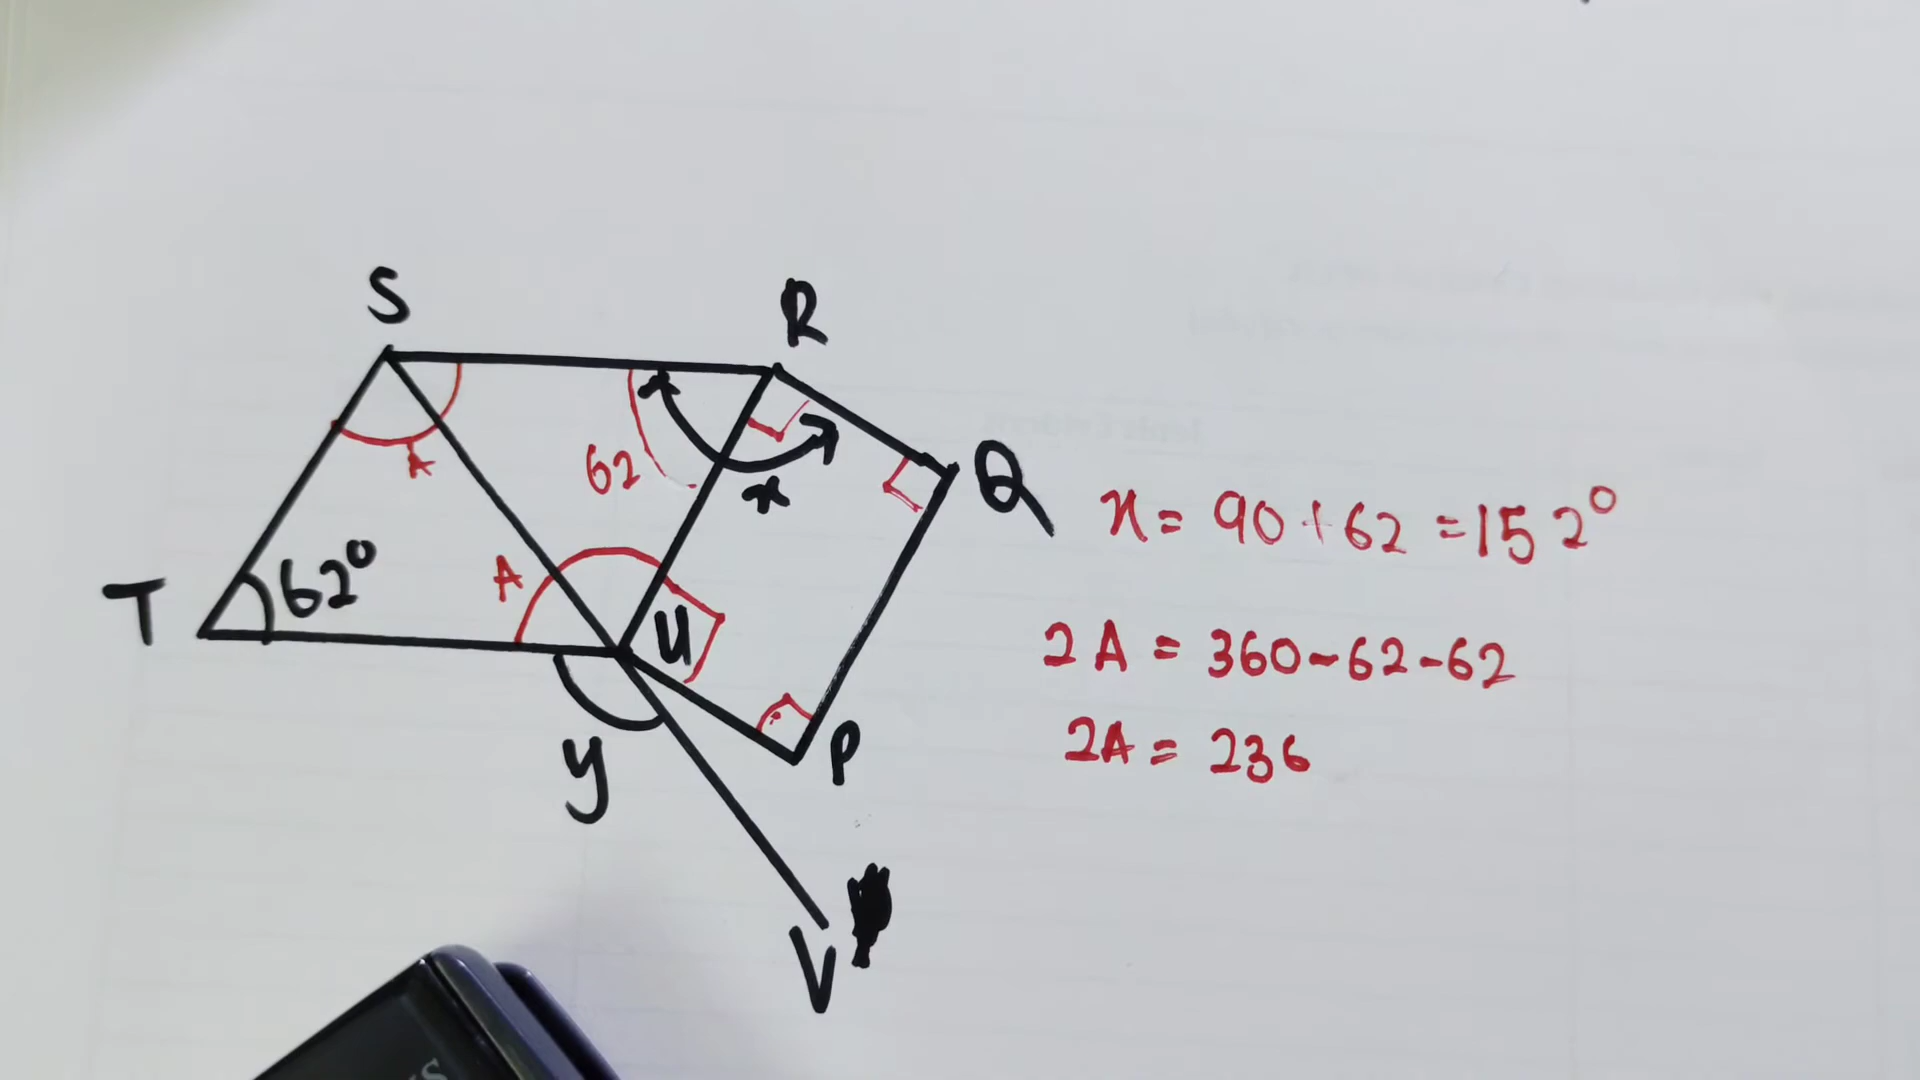 S
R
Q
62
x
x = 90 + 62 = 152°
A
A
T
62°
U
2A = 360 - 62 - 62
y
P
2A = 236
V